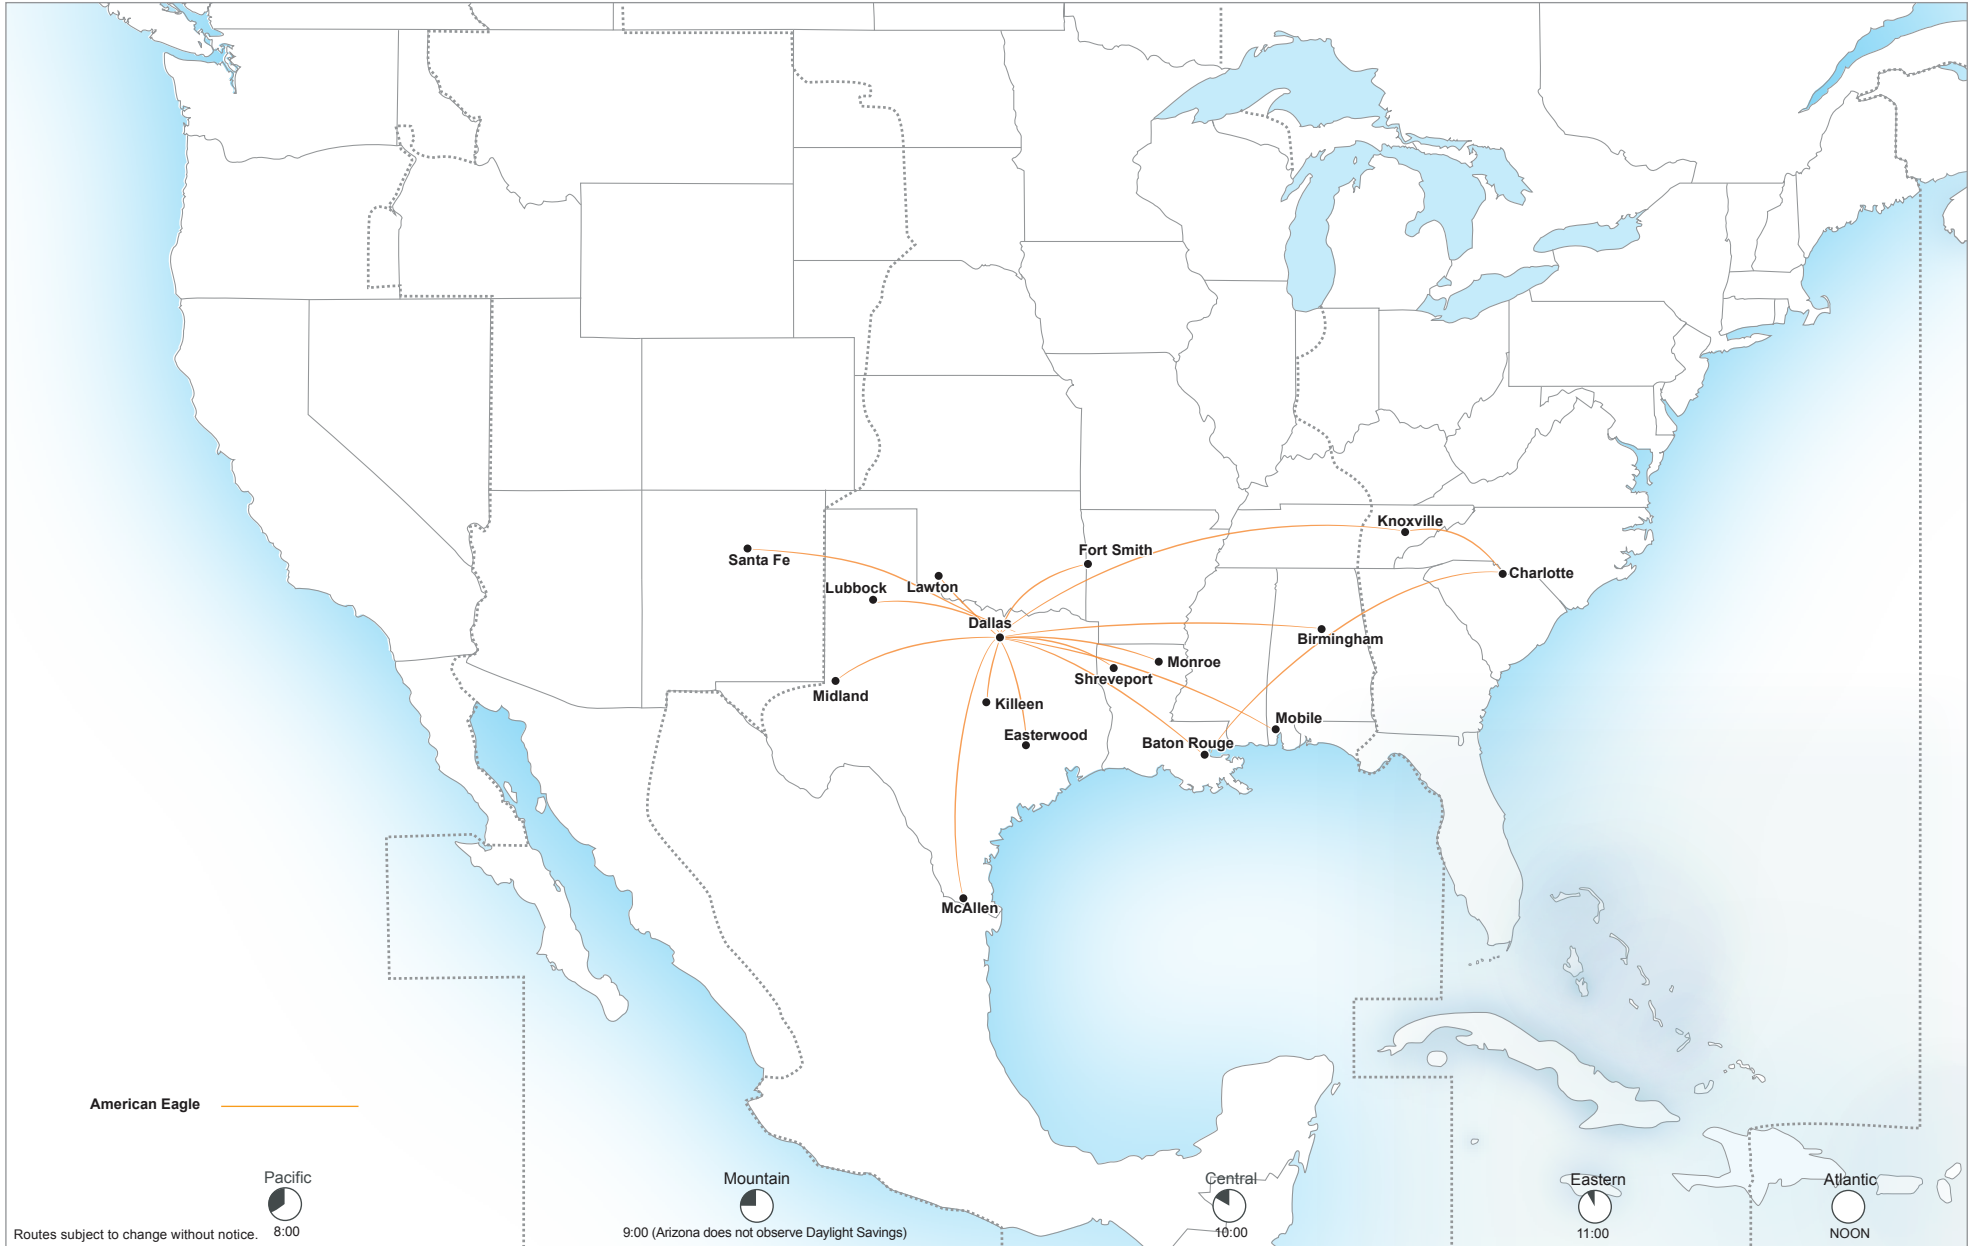 Knoxville
Fort Smith
Santa Fe
Charlotte
Lubbock
Lawton
Dallas
Birmingham
Monroe
Shreveport
Midland
Killeen
Mobile
Easterwood
Baton Rouge
McAllen
American Eagle
Pacific
Mountain
Central
Eastern
Atlantic
8:00
9:00 (Arizona does not observe Daylight Savings)
10:00
11:00
NOON
Routes subject to change without notice.